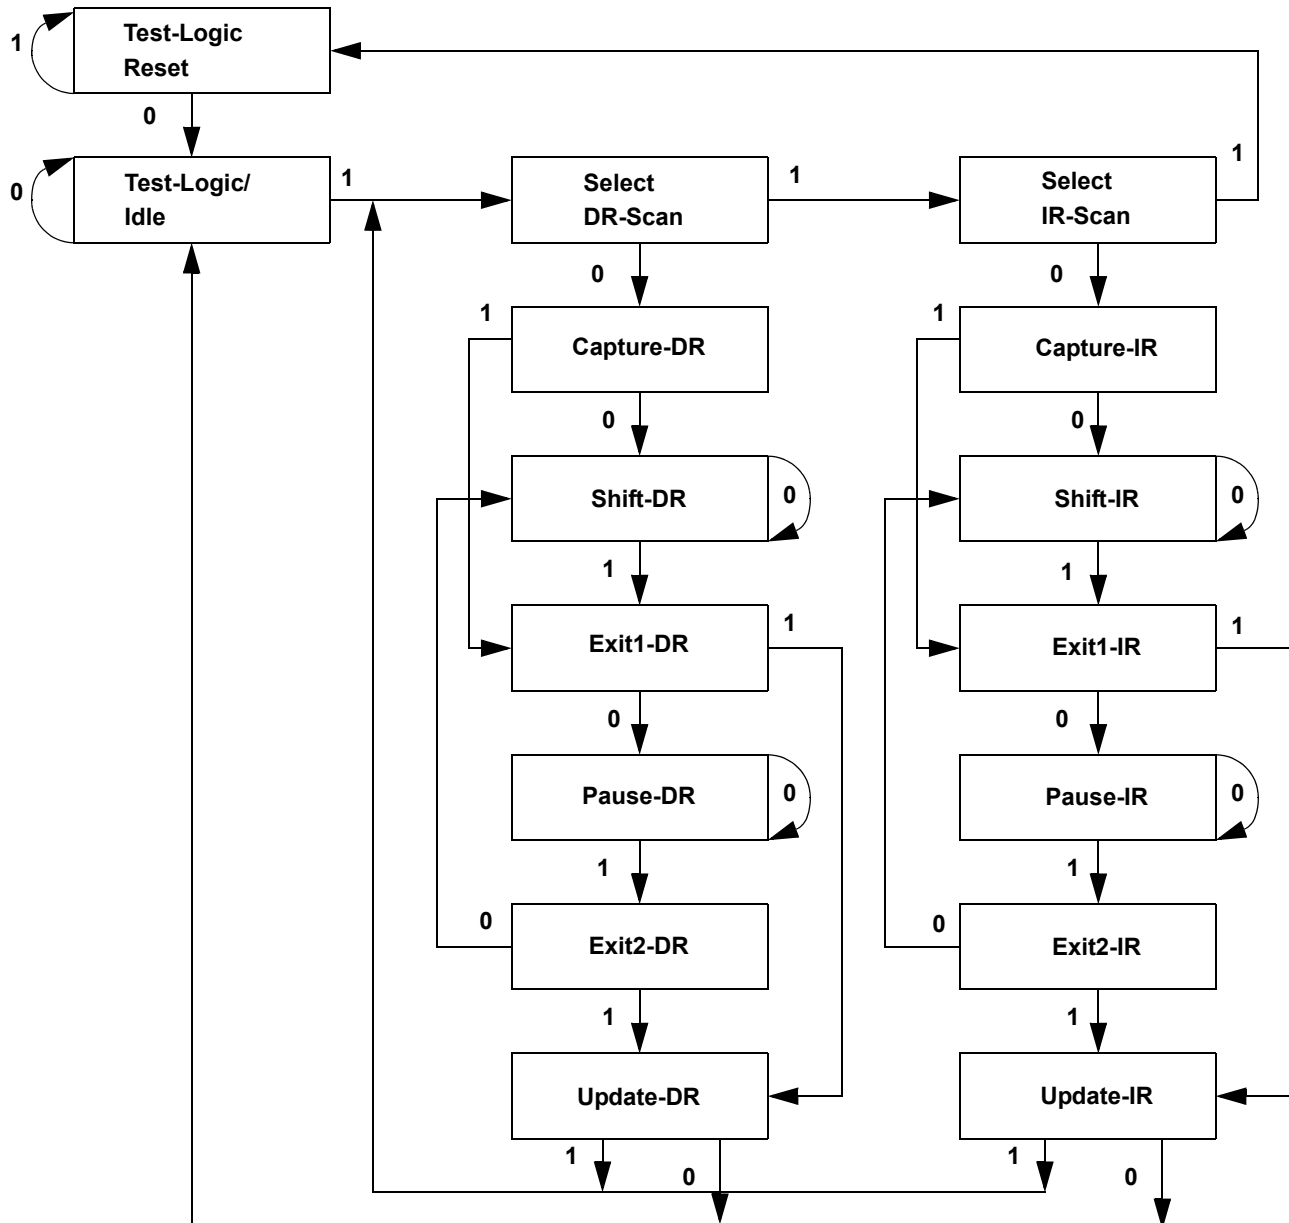 1
Test-Logic
Reset
0
0
Test-Logic/
Idle
1
Select
DR-Scan
1
Select
IR-Scan
1
0
0
1
Capture-DR
1
Capture-IR
0
0
Shift-DR
0
Shift-IR
0
1
1
Exit1-DR
1
Exit1-IR
1
0
0
Pause-DR
0
Pause-IR
0
1
1
0
Exit2-DR
0
Exit2-IR
1
1
Update-DR
Update-IR
1
0
1
0